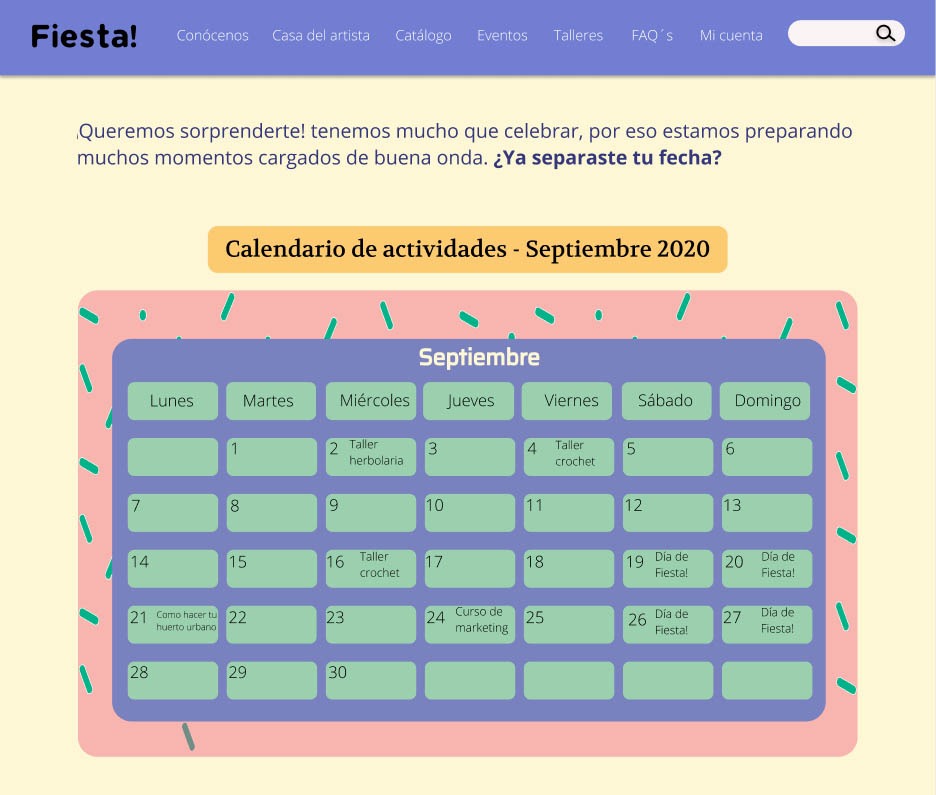 Fiesta! Conócenos Casa del artista Catálogo Eventos Talleres FAQ´s Mi cuenta
¡Queremos sorprenderte! tenemos mucho que celebrar, por eso estamos preparando
muchos momentos cargados de buena onda. ¿Ya separaste tu fecha?
Calendario de actividades - Septiembre 2020
Septiembre
Lunes Martes Miércoles Jueves Viernes Sábado Domingo
1 2 Taller herbolaria 3 4 Taller crochet 5 6
7 8 9 10 11 12 13
14 15 16 Taller crochet 17 18 19 Día de Fiesta! 20 Día de Fiesta!
21 Como hacer tu huerto urbano 22 23 24 Curso de marketing 25 26 Día de Fiesta! 27 Día de Fiesta!
28 29 30